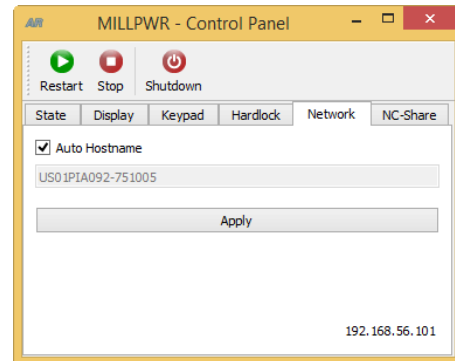 AR MILLPWR - Control Panel
Restart Stop Shutdown
State Display Keypad Hardlock Network NC-Share
Auto Hostname
US01PIA092-751005
Apply
192.168.56.101